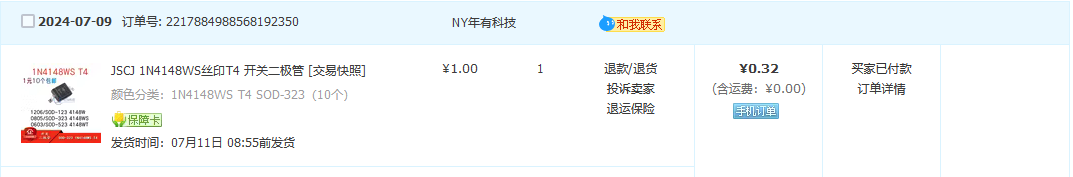 2024-07-09 订单号: 2217884988568192350 NY年有科技 和我联系
1N4148WS T4
1元10个包邮
1206/SOD-123 4148W
0805/SOD-323 4148WS
0603/SOD-523 4148WT
JSCJ 1N4148WS丝印T4 开关二极管 [交易快照]
颜色分类：1N4148WS T4 SOD-323（10个）
保障卡
发货时间：07月11日 08:55前发货
¥1.00
1
退款/退货
投诉卖家
退运保险
¥0.32
(含运费：¥0.00)
手机订单
买家已付款
订单详情